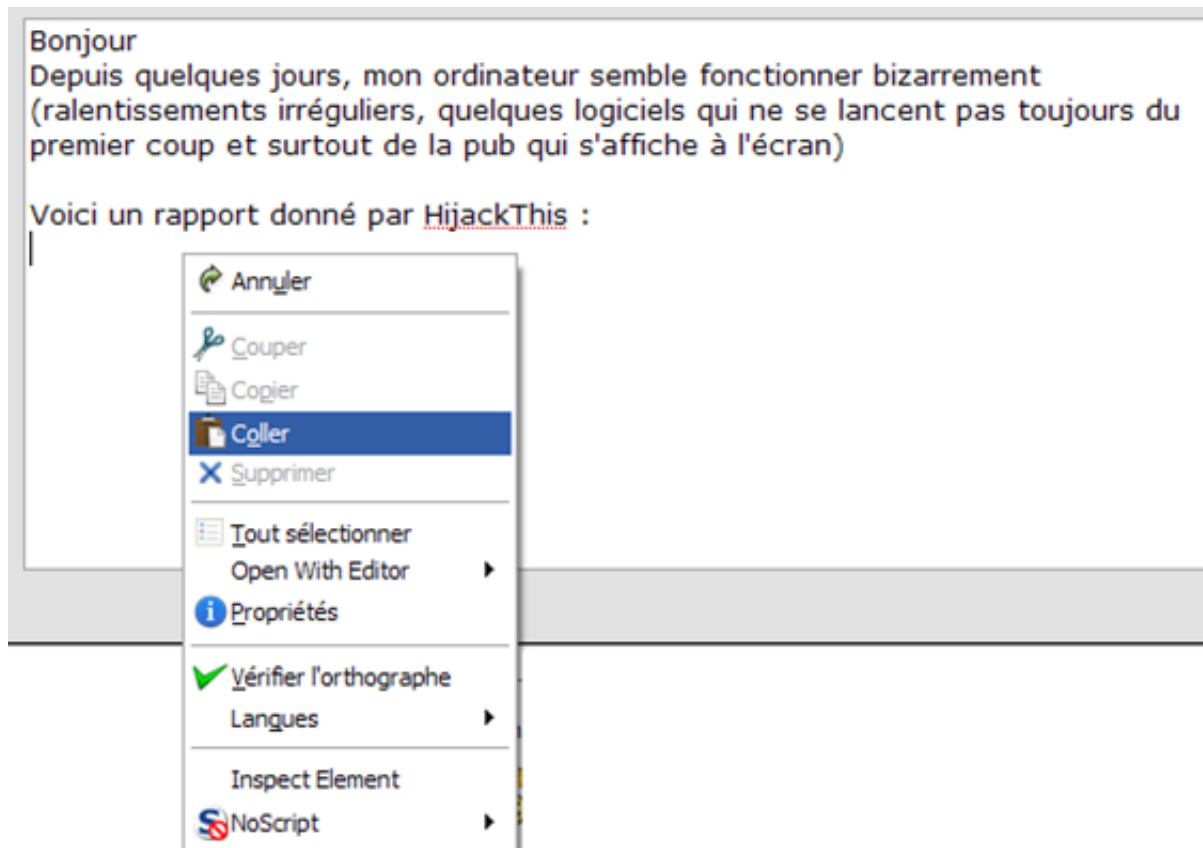 Bonjour
Depuis quelques jours, mon ordinateur semble fonctionner bizarrement
(ralentissements irréguliers, quelques logiciels qui ne se lancent pas toujours du
premier coup et surtout de la pub qui s'affiche à l'écran)
Voici un rapport donné par HijackThis :
Annuler
Couper
Copier
Coller
Supprimer
Tout sélectionner
Open With Editor
Propriétés
Vérifier l'orthographe
Langues
Inspect Element
NoScript